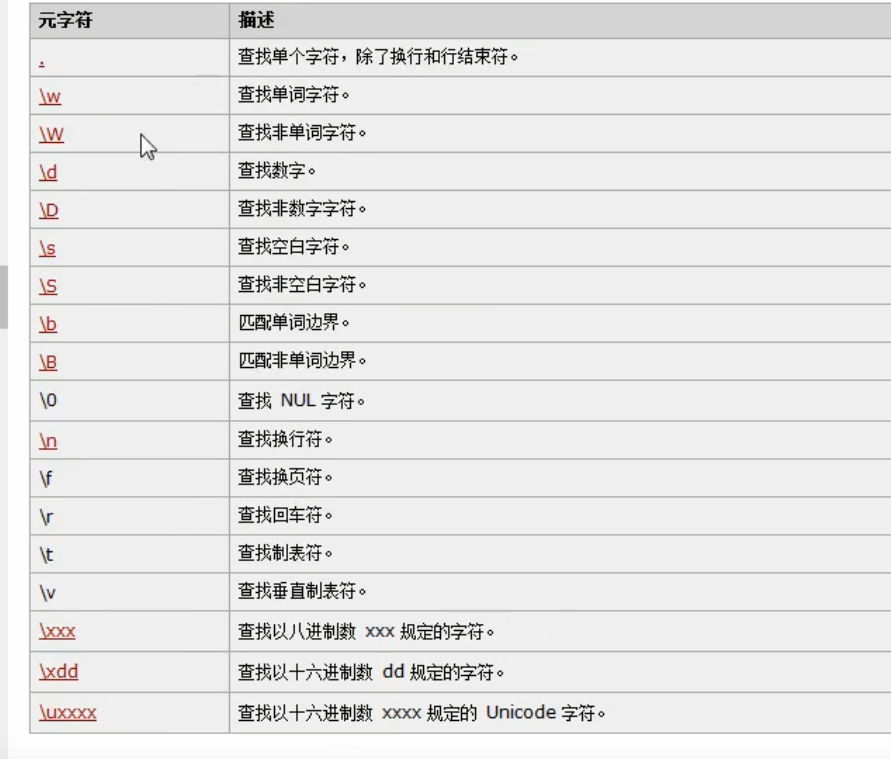 元字符 描述
. 查找单个字符，除了换行和行结束符。
\w 查找单词字符。
\W 查找非单词字符。
\d 查找数字。
\D 查找非数字字符。
\s 查找空白字符。
\S 查找非空白字符。
\b 匹配单词边界。
\B 匹配非单词边界。
\0 查找 NUL 字符。
\n 查找换行符。
\f 查找换页符。
\r 查找回车符。
\t 查找制表符。
\v 查找垂直制表符。
\xxx 查找以八进制数 xxx 规定的字符。
\xdd 查找以十六进制数 dd 规定的字符。
\uxxxx 查找以十六进制数 xxxx 规定的 Unicode 字符。